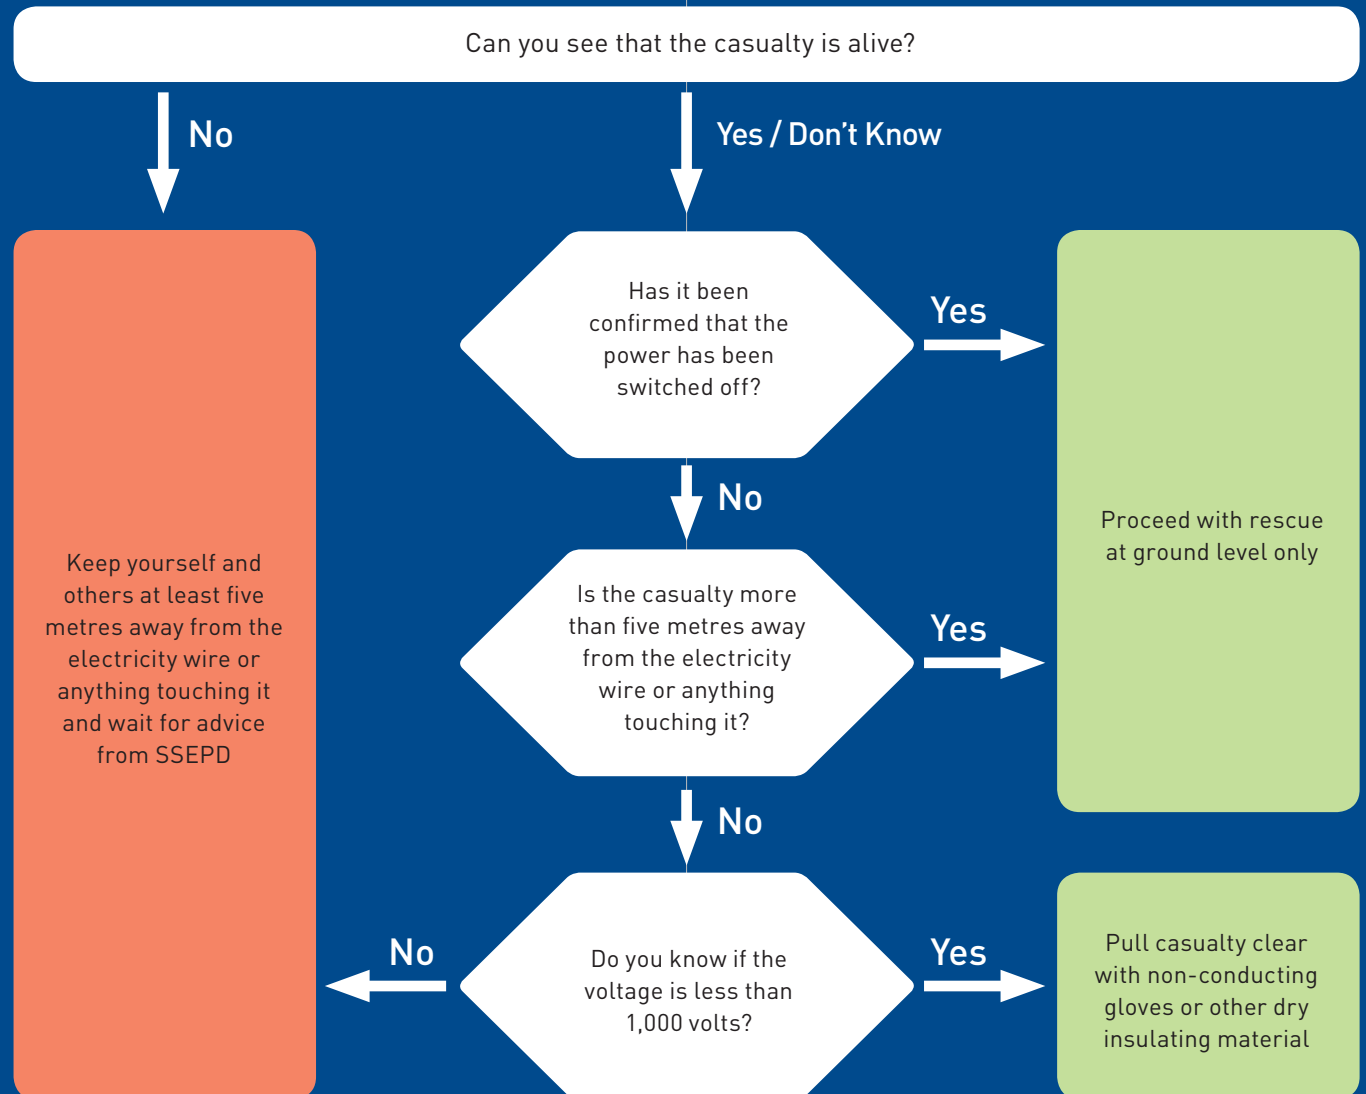 Can you see that the casualty is alive?
No
Yes / Don't Know
Has it been
confirmed that the
power has been
switched off?
Yes
No
Proceed with rescue
at ground level only
Keep yourself and
others at least five
metres away from the
electricity wire or
anything touching it
and wait for advice
from SSEPD
Is the casualty more
than five metres away
from the electricity
wire or anything
touching it?
Yes
No
Do you know if the
voltage is less than
1,000 volts?
No
Yes
Pull casualty clear
with non-conducting
gloves or other dry
insulating material